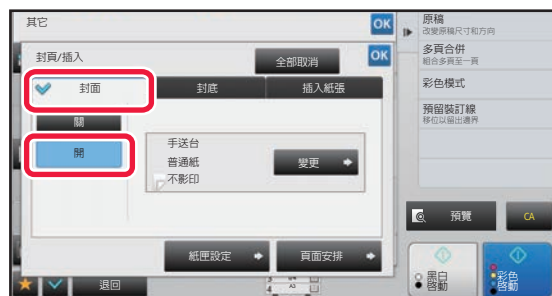 其它
OK
封頁/插入
全部取消
OK
封面
封底
插入紙張
關
開
手送台
普通紙
不影印
變更
紙匣設定
頁面安排
退回
A3
原稿
改變原稿尺寸和方向
多頁合併
組合多頁至一頁
彩色模式
預留裝訂線
移位以留出邊界
預覽
CA
黑白
啓動
彩色
啓動